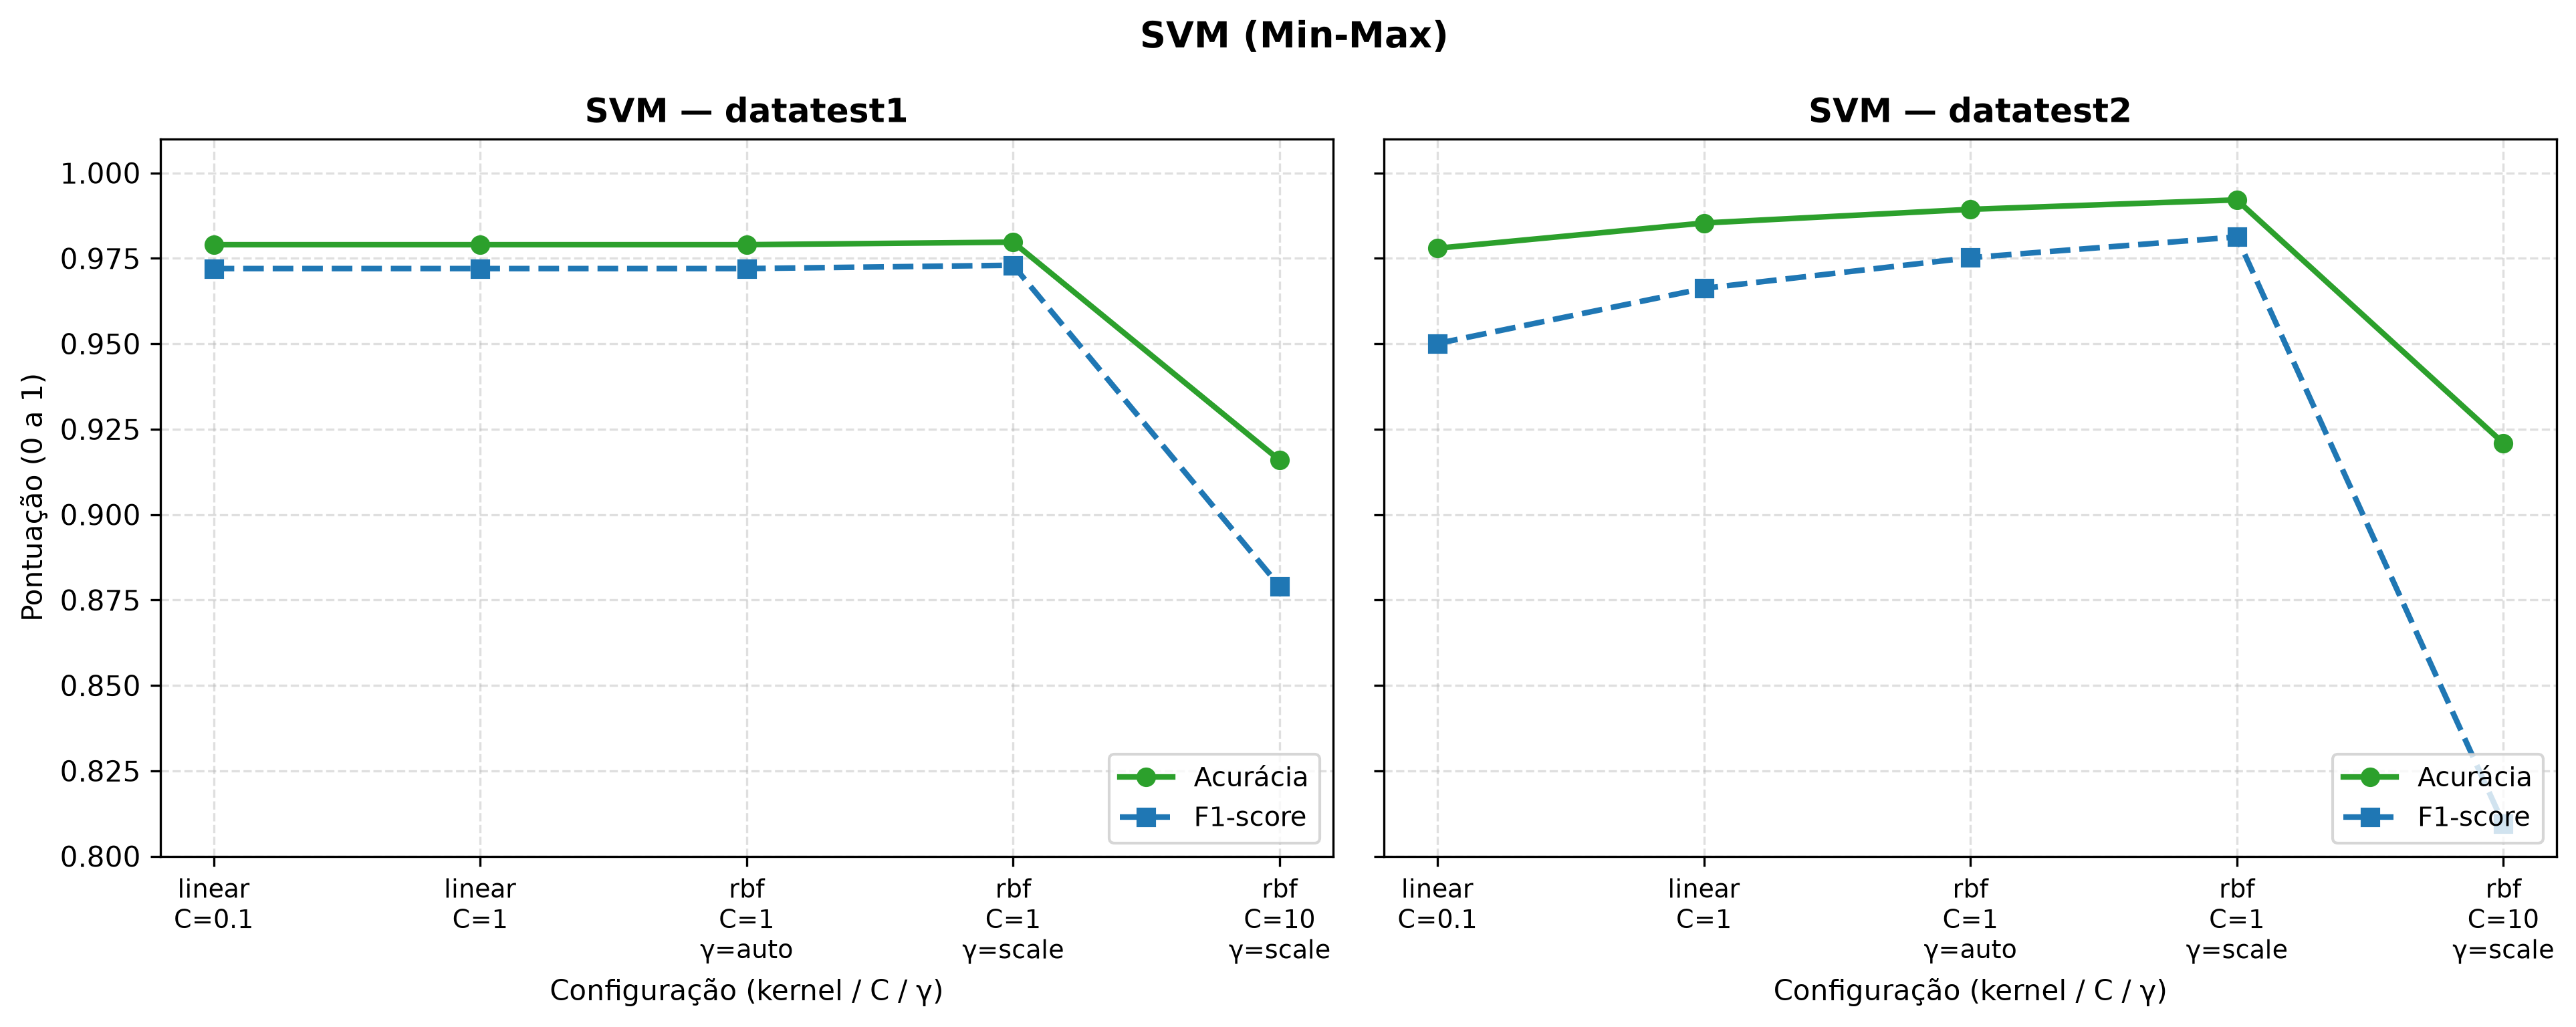 SVM (Min-Max)
SVM — datatest1
Pontuação (0 a 1)
1.000
0.975
0.950
0.925
0.900
0.875
0.850
0.825
0.800
Acurácia
F1-score
linear
C=0.1
linear
C=1
rbf
C=1
γ=auto
rbf
C=1
γ=scale
rbf
C=10
γ=scale
Configuração (kernel / C / γ)
SVM — datatest2
Acurácia
F1-score
linear
C=0.1
linear
C=1
rbf
C=1
γ=auto
rbf
C=1
γ=scale
rbf
C=10
γ=scale
Configuração (kernel / C / γ)